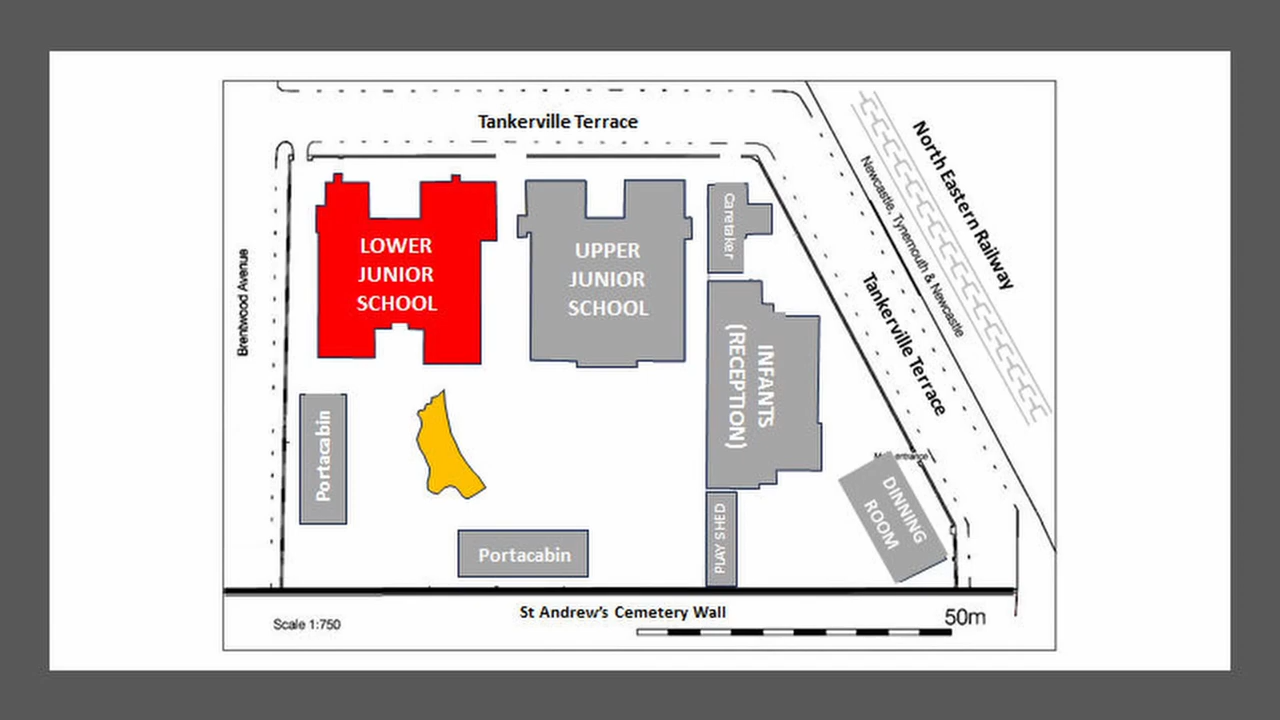 Tankerville Terrace
North Eastern Railway
Newcastle, Tynemouth & Newcastle
Tankerville Terrace
Brentwood Avenue
LOWER
JUNIOR
SCHOOL
UPPER
JUNIOR
SCHOOL
Caretaker
INFANTS
(RECEPTION)
Portacabin
entrance
DINNING
ROOM
PLAY SHED
Portacabin
St Andrew's Cemetery Wall
Scale 1:750
50m